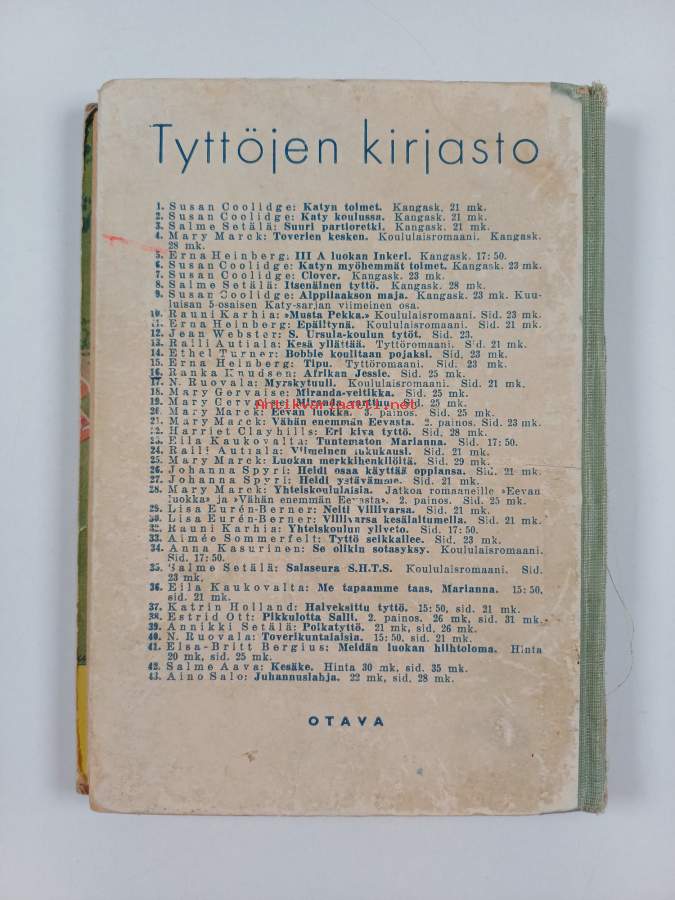 Tyttöjen kirjasto
1. Susan Coolidge: Katyn toimet. Kangask. 21 mk.
2. Susan Coolidge: Katy koulussa. Kangask. 21 mk.
3. Salme Setälä: Suuri partioretki. Kangask. 21 mk.
4. Mary Marck: Toverien kesken. Koululaisromaani. Kangask.
28 mk.
5. Erna Heinberg: III A luokan Inkeri. Kangask. 17:50.
6. Susan Coolidge: Katyn myöhemmät toimet. Kangask. 23 mk.
7. Susan Coolidge: Clover. Kangask. 23 mk.
8. Salme Setälä: Itsenäinen tyttö. Kangask. 28 mk.
9. Susan Coolidge: Alppilaakson maja. Kangask. 23 mk. Kuu-
luisan 5-osaisen Katy-sarjan viimeinen osa.
10. Rauni Karhia: »Musta Pekka.» Koululaisromaani. Sid. 23 mk.
11. Erna Heinberg: Epäiltynä. Koululaisromaani. Sid. 21 mk.
12. Jean Webster: S. Ursula-koulun tytöt. Sid. 23.
13. Raili Autiala: Kesä yllättää. Tyttöromaani. Sid. 21 mk.
14. Ethel Turner: Bobbie koulitaan pojaksi. Sid. 23 mk.
15. Erna Heinberg: Tipu. Tyttöromaani. Sid. 23 mk.
16. Ranka Knudsen: Afrikan Jessie. Sid. 25 mk.
17. N. Ruovala: Myrskytuuli. Koululaisromaani. Sid. 21 mk.
18. Mary Gervaise: Miranda-veitikka. Sid. 25 mk.
19. Mary Gervaise: Miranda-parttiu. Sid. 25 mk.
20. Mary Marck: Eevan luokka. 3. painos. Sid. 25 mk.
21. Mary Marck: Vähän enemmän Eevasta. 2. painos. Sid. 23 mk.
22. Harriet Clayhills: Eri kiva tyttö. Sid. 28 mk.
23. Eila Kaukovalta: Tuntematon Marianna. Sid. 17:50.
24. Raili Autiala: Viimeinen lukukausi. Sid. 21 mk.
25. Mary Marck: Luokan merkkihenkilöitä. Sid. 29 mk.
26. Johanna Spyri: Heidi osaa käyttää oppiansa. Sid. 21 mk.
27. Johanna Spyri: Heidi ystävämme. Sid. 21 mk.
28. Mary Marck: Yhteiskoululaisia. Jatkoa romaaneille »Eevan
luokka» ja »Vähän enemmän Eevasta». 2. painos. Sid. 25 mk.
29. Lisa Eurén-Berner: Neiti Villivarsa. Sid. 21 mk.
30. Lisa Eurén-Berner: Villivarsa kesälaitumella. Sid. 21 mk.
32. Rauni Karhia: Yhteiskoulun yliveto. Sid. 17:50.
33. Aimée Sommerfelt: Tyttö seikkailee. Sid. 23 mk.
34. Anna Kasurinen: Se olikin sotasyksy. Koululaisromaani.
Sid. 17:50.
35. Salme Setälä: Salaseura S.H.T.S. Koululaisromaani. Sid.
23 mk.
36. Eila Kaukovalta: Me tapaamme taas, Marianna. 15:50,
sid. 21 mk.
37. Katrin Holland: Halveksittu tyttö. 15:50, sid. 21 mk.
38. Estrid Ott: Pikkulotta Salli. 2. painos. 26 mk, sid. 31 mk.
39. Annikki Setälä: Poikatyttö. 21 mk, sid. 26 mk.
40. N. Ruovala: Toverikuntalaisia. 15:50, sid. 21 mk.
41. Elsa-Britt Bergius: Meidän luokan hiihtoloma. Hinta
20 mk, sid. 25 mk.
42. Salme Aava: Kesäke. Hinta 30 mk, sid. 35 mk.
43. Aino Salo: Juhannuslahja. 22 mk, sid. 28 mk.
antikvariaatti.net
OTAVA